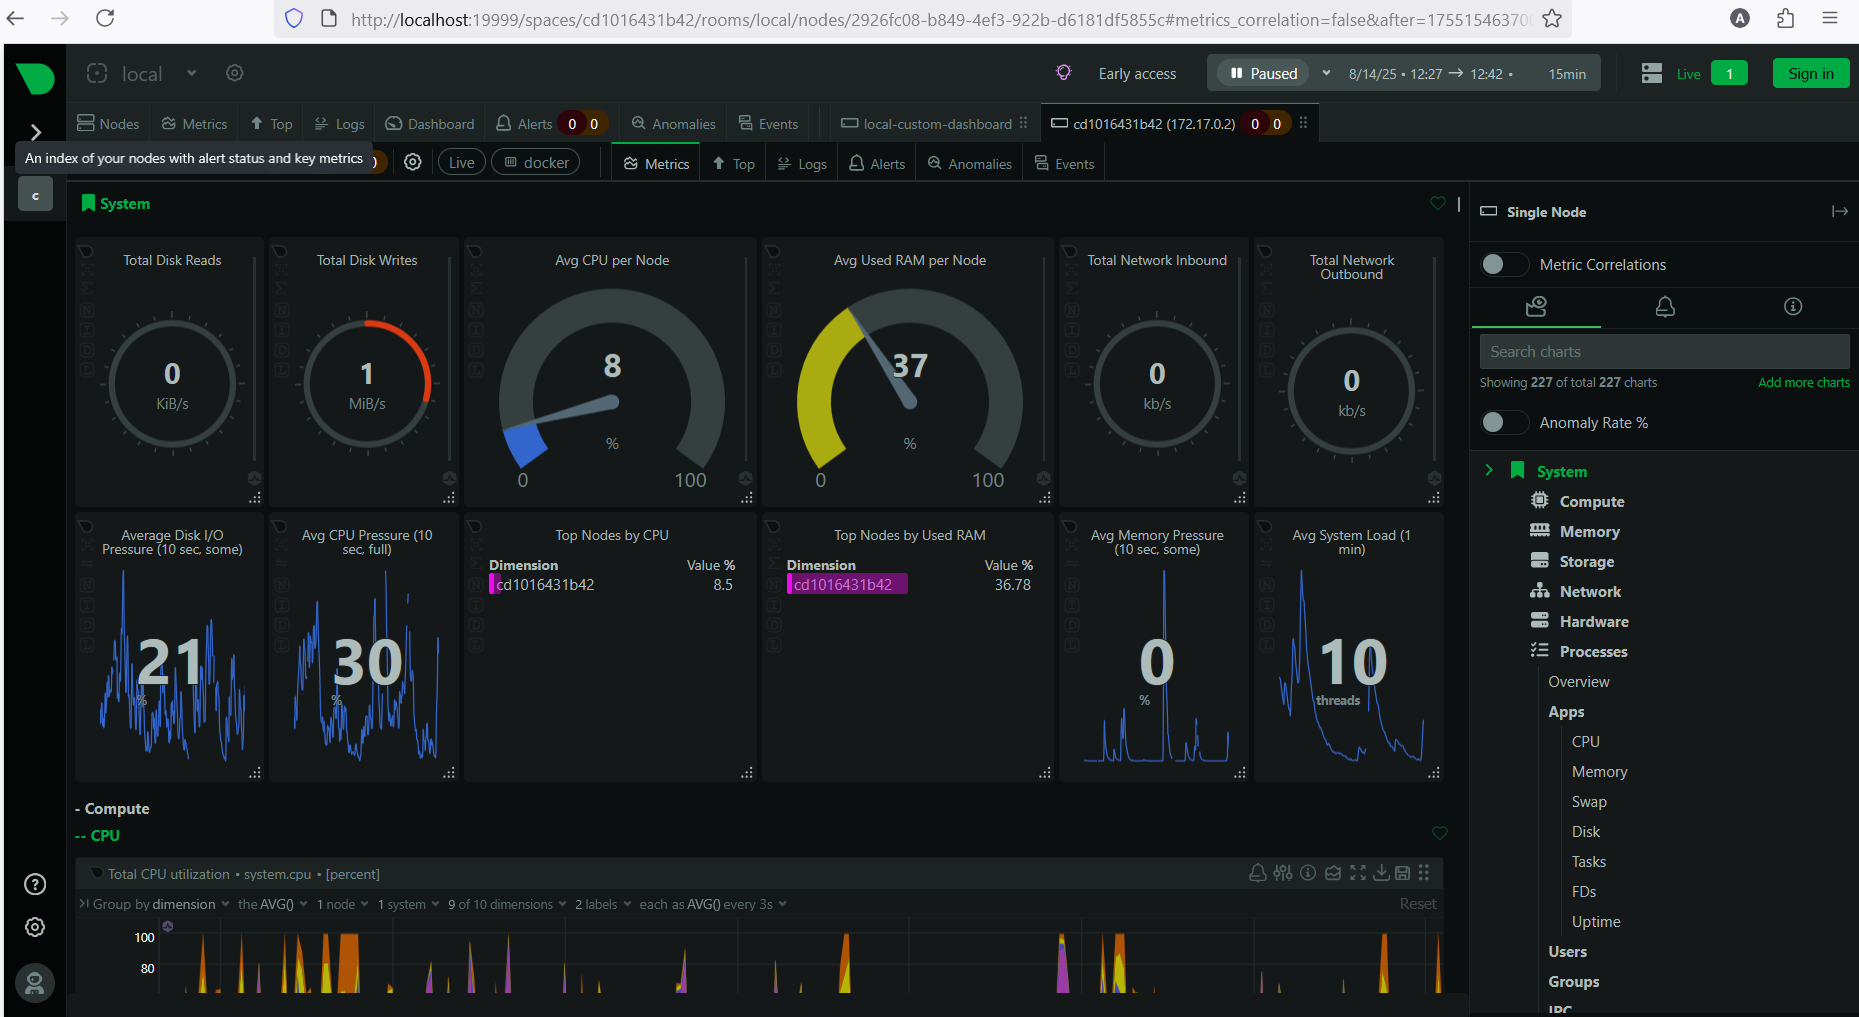 http://localhost:19999/spaces/cd1016431b42/rooms/local/nodes/2926fc08-b849-4ef3-922b-d6181df5855c#metrics_correlation=false&after=175515463700
A
local
Early access
Paused
8/14/25 • 12:27 → 12:42 •
15min
Live
1
Sign in
Nodes
Metrics
Top
Logs
Dashboard
Alerts
0
0
Anomalies
Events
local-custom-dashboard
cd1016431b42 (172.17.0.2)
0
0
An index of your nodes with alert status and key metrics
Live
docker
Metrics
Top
Logs
Alerts
Anomalies
Events
c
System
Total Disk Reads
0
KiB/s
Total Disk Writes
1
MiB/s
Avg CPU per Node
8
%
0
100
Avg Used RAM per Node
37
%
0
100
Total Network Inbound
0
kb/s
Total Network
Outbound
0
kb/s
Average Disk I/O
Pressure (10 sec, some)
21
%
Avg CPU Pressure (10
sec, full)
30
%
Top Nodes by CPU
Dimension Value %
cd1016431b42 8.5
Top Nodes by Used RAM
Dimension Value %
cd1016431b42 36.78
Avg Memory Pressure
(10 sec, some)
0
%
Avg System Load (1
min)
10
threads
- Compute
-- CPU
Total CPU utilization • system.cpu • [percent]
Group by dimension the AVG() 1 node 1 system 9 of 10 dimensions 2 labels each as AVG() every 3s
Reset
100
80
Single Node
Metric Correlations
Search charts
Showing 227 of total 227 charts
Add more charts
Anomaly Rate %
System
Compute
Memory
Storage
Network
Hardware
Processes
Overview
Apps
CPU
Memory
Swap
Disk
Tasks
FDs
Uptime
Users
Groups
IPC